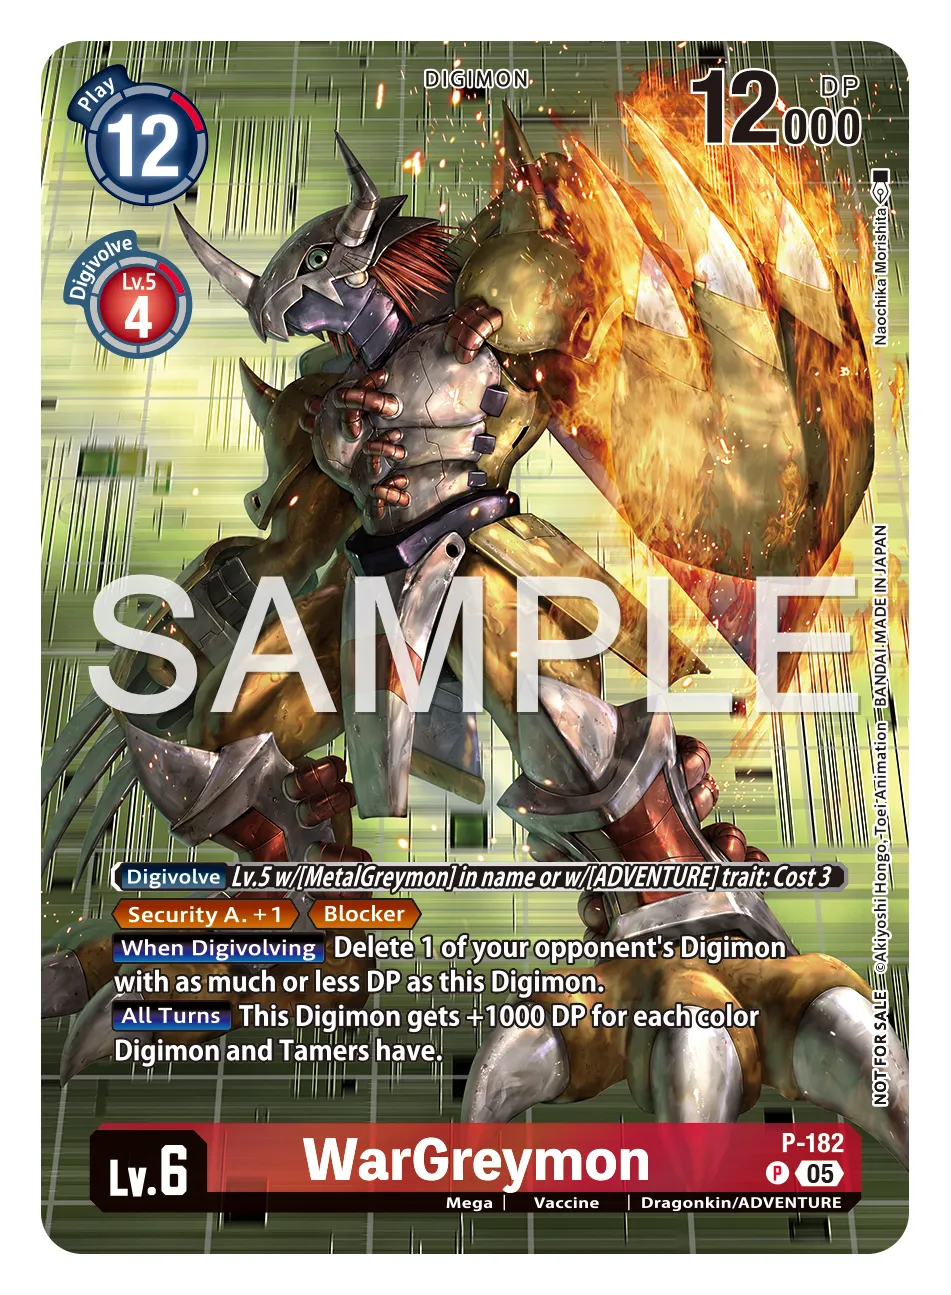 DIGIMON
Play
12
12000
DP
Digivolve
Lv.5
4
Naochika Morishita
SAMPLE
©Akiyoshi Hongo, Toei Animation BANDAI.MADE IN JAPAN
NOT FOR SALE
Digivolve Lv.5 w/[MetalGreymon] in name or w/[ADVENTURE] trait: Cost 3
Security A. +1 Blocker
When Digivolving Delete 1 of your opponent's Digimon
with as much or less DP as this Digimon.
All Turns This Digimon gets +1000 DP for each color
Digimon and Tamers have.
Lv.6
WarGreymon
P-182
P 05
Mega | Vaccine | Dragonkin/ADVENTURE